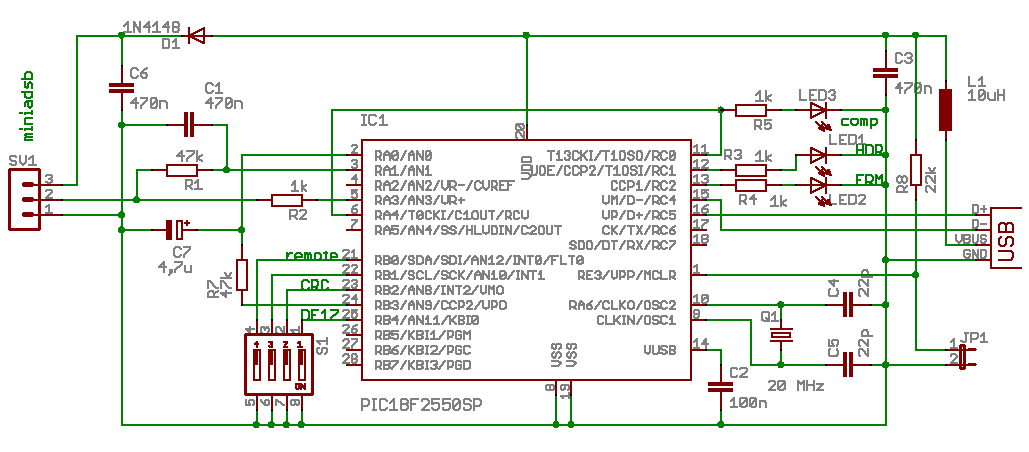 1N4148
D1
C6
470n
C1
470n
C3
470n
L1
10uH
miniadsb
SV1
3
2
1
47k
R1
1k
R2
C7
4,7u
R7
47k
remote
CRC
DF17
IC1
20
VDD
2 RA0/AN0
3 RA1/AN1
4 RA2/AN2/VR-/CVREF
5 RA3/AN3/VR+
6 RA4/T0CKI/C1OUT/RCV
7 RA5/AN4/SS/HLVDIN/C2OUT
21 RB0/SDA/SDI/AN12/INT0/FLT0
22 RB1/SCL/SCK/AN10/INT1
23 RB2/AN8/INT2/VMO
24 RB3/AN9/CCP2/VPO
25 RB4/AN11/KBI0
26 RB5/KBI1/PGM
27 RB6/KBI2/PGC
28 RB7/KBI3/PGD
T13CKI/T1OSO/RC0 11
VUOE/CCP2/T1OSI/RC1 12
CCP1/RC2 13
VM/D-/RC4 15
VP/D+/RC5 16
CK/TX/RC6 17
SDO/DT/RX/RC7 18
RE3/VPP/MCLR 1
RA6/CLKO/OSC2 10
CLKIN/OSC1 9
VUSB 14
VSS
VSS
8
19
PIC18F2550SP
4 3 2 1
4 3 2 1
ON
S1
5 6 7 8
1k
R5
LED3
comp
R3
1k
LED1
ADR
R4
1k
FRM
LED2
R8
22k
D+
D-
VBUS
GND
USB
C4
22p
Q1
20 MHz
C5
22p
C2
100n
JP1
1
2